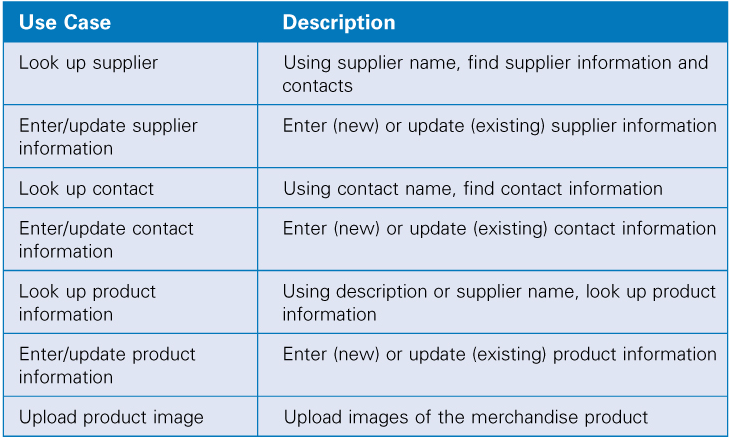 Use Case Description
Look up supplier Using supplier name, find supplier information and
contacts
Enter/update supplier Enter (new) or update (existing) supplier information
information
Look up contact Using contact name, find contact information
Enter/update contact Enter (new) or update (existing) contact information
information
Look up product Using description or supplier name, look up product
information information
Enter/update product Enter (new) or update (existing) product information
information
Upload product image Upload images of the merchandise product